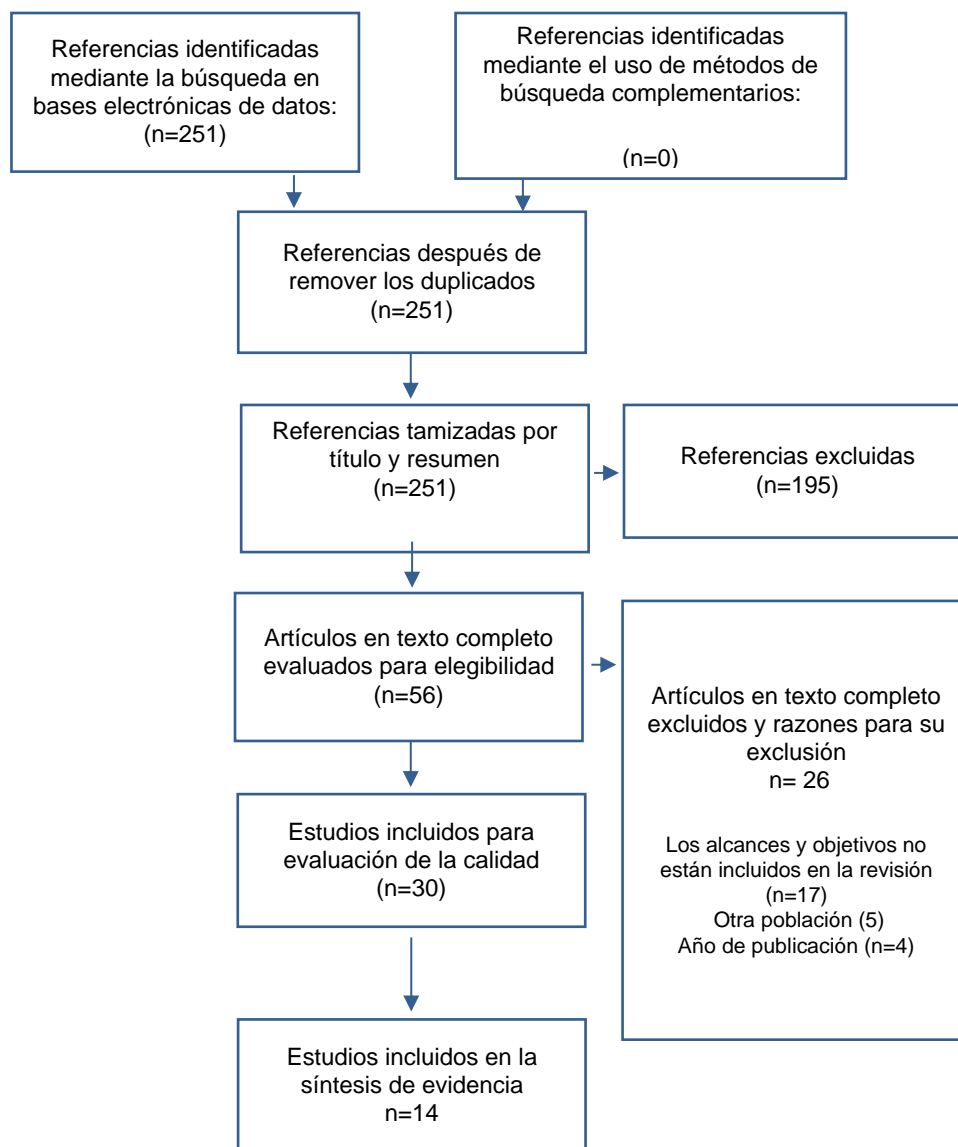 Referencias identificadas
mediante la búsqueda en
bases electrónicas de datos:
(n=251)
Referencias identificadas
mediante el uso de métodos de
búsqueda complementarios:
(n=0)
Referencias después de
remover los duplicados
(n=251)
Referencias tamizadas por
título y resumen
(n=251)
Referencias excluidas
(n=195)
Artículos en texto completo
evaluados para elegibilidad
(n=56)
Artículos en texto completo
excluidos y razones para su
exclusión
n= 26
Los alcances y objetivos no
están incluidos en la revisión
(n=17)
Otra población (5)
Año de publicación (n=4)
Estudios incluidos para
evaluación de la calidad
(n=30)
Estudios incluidos en la
síntesis de evidencia
n=14